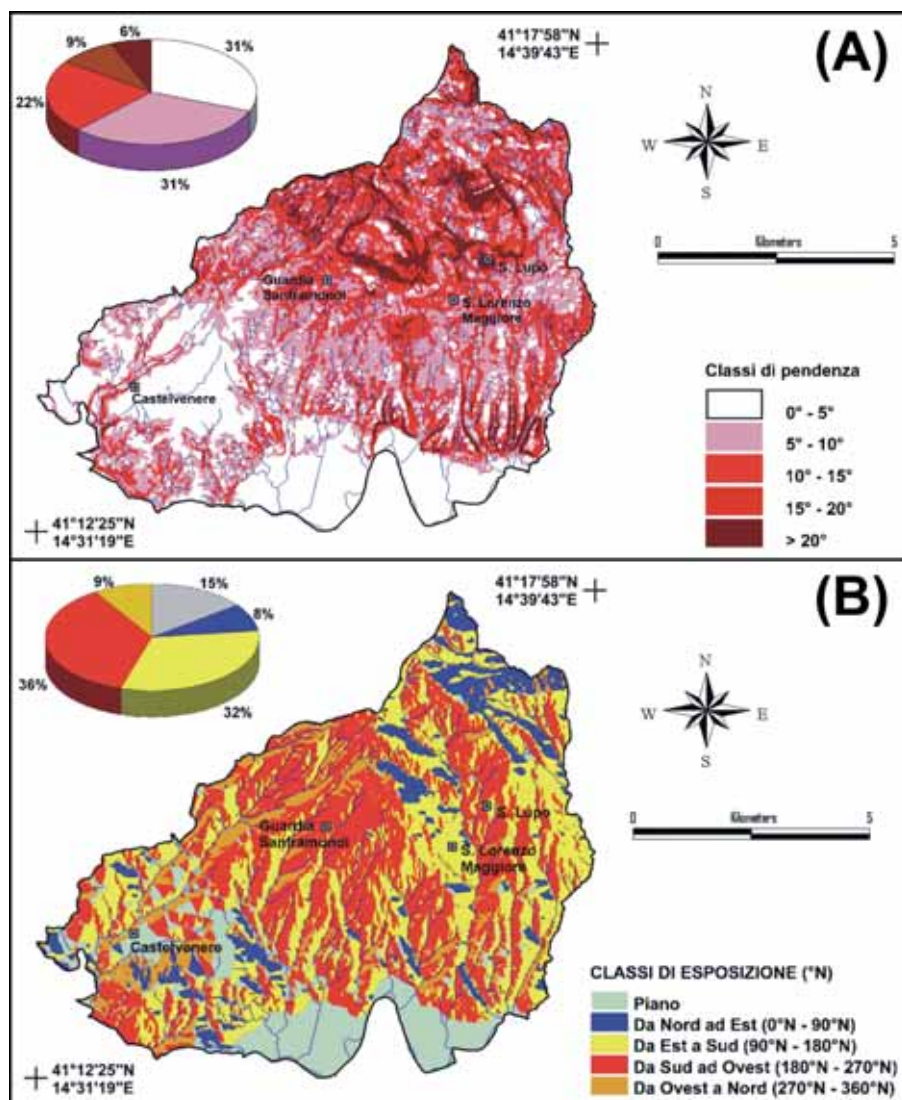 (A)
6%
9%
31%
22%
31%
41°17'58"N
14°39'43"E
N
W
E
S
Kilometers
0
5
S. Lupo
Guardia
Sanframondi
S. Lorenzo
Maggiore
Castelvenere
Classi di pendenza
0° - 5°
5° - 10°
10° - 15°
15° - 20°
> 20°
41°12'25"N
14°31'19"E
(B)
9%
15%
8%
36%
32%
41°17'58"N
14°39'43"E
N
W
E
S
Kilometers
0
5
S. Lupo
Guardia
Sanframondi
S. Lorenzo
Maggiore
Castelvenere
CLASSI DI ESPOSIZIONE (°N)
Piano
Da Nord ad Est (0°N - 90°N)
Da Est a Sud (90°N - 180°N)
Da Sud ad Ovest (180°N - 270°N)
Da Ovest a Nord (270°N - 360°N)
41°12'25"N
14°31'19"E